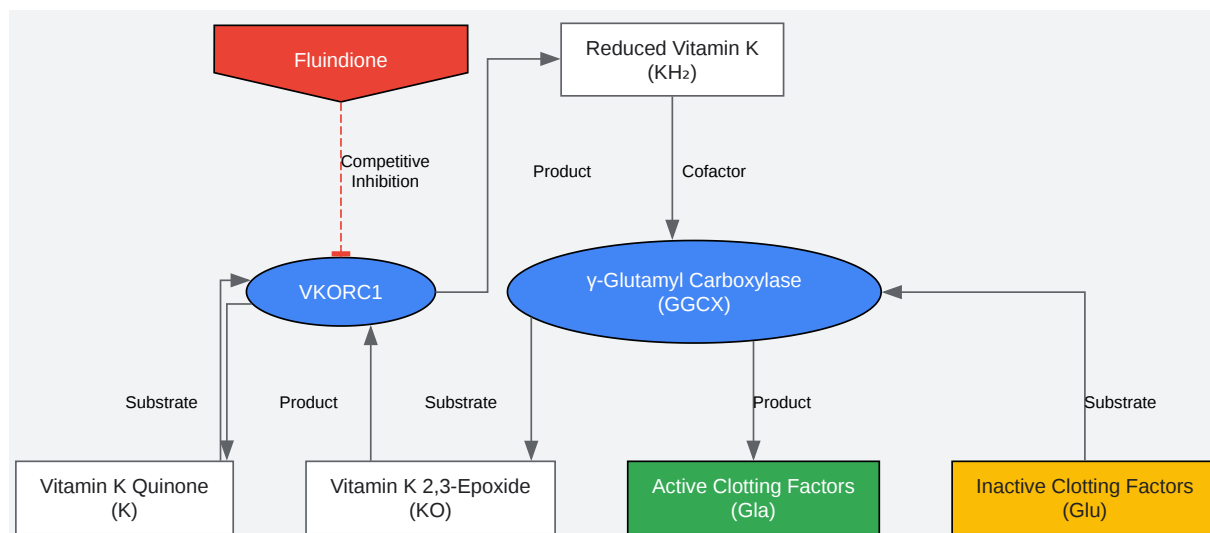 Fluindione
Reduced Vitamin K
(KH₂)
Competitive
Inhibition
Product
Cofactor
VKORC1
γ-Glutamyl Carboxylase
(GGCX)
Substrate
Product
Substrate
Product
Substrate
Vitamin K Quinone
(K)
Vitamin K 2,3-Epoxide
(KO)
Active Clotting Factors
(Gla)
Inactive Clotting Factors
(Glu)